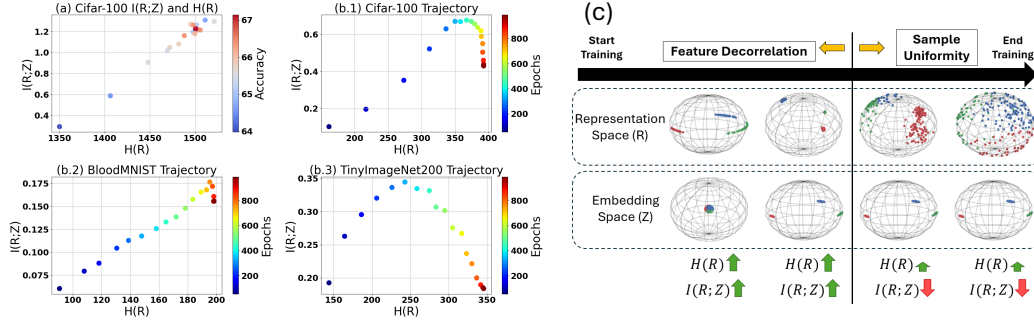 (a) Cifar-100 I(R;Z) and H(R)
I(R;Z)
1.2
1.0
0.8
0.6
0.4
1350 1400 1450 1500
H(R)
67
66
65
64
Accuracy
(b.1) Cifar-100 Trajectory
I(R;Z)
0.6
0.4
0.2
200 250 300 350 400
H(R)
800
600
400
200
Epochs
(b.2) BloodMNIST Trajectory
I(R;Z)
0.175
0.150
0.125
0.100
0.075
100 120 140 160 180 200
H(R)
800
600
400
200
Epochs
(b.3) TinyImageNet200 Trajectory
I(R;Z)
0.35
0.30
0.25
0.20
150 200 250 300 350
H(R)
800
600
400
200
Epochs
(c)
Start
Training
Feature Decorrelation
Sample
Uniformity
End
Training
Representation
Space (R)
Embedding
Space (Z)
H(R) H(R) H(R) H(R)
I(R;Z) I(R;Z) I(R;Z) I(R;Z)